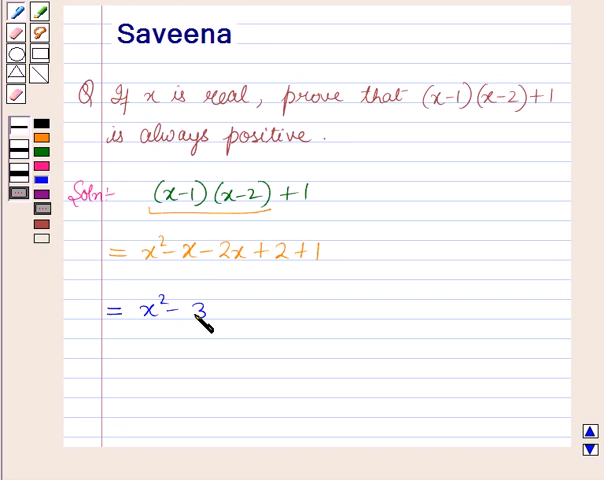 Saveena
Q If x is real, prove that (x-1)(x-2)+1
is always positive.
Soln:- (x-1)(x-2)+1
= x² - x - 2x + 2 + 1
= x² - 3